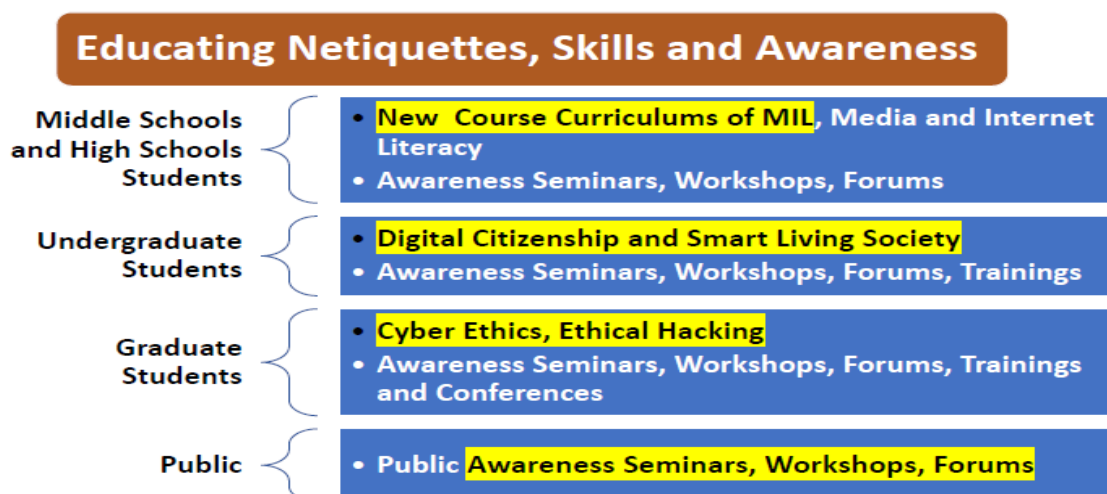 Educating Netiquettes, Skills and Awareness
Middle Schools
and High Schools
Students
• New Course Curriculums of MIL, Media and Internet
Literacy
• Awareness Seminars, Workshops, Forums
Undergraduate
Students
• Digital Citizenship and Smart Living Society
• Awareness Seminars, Workshops, Forums, Trainings
Graduate
Students
• Cyber Ethics, Ethical Hacking
• Awareness Seminars, Workshops, Forums, Trainings
and Conferences
Public
• Public Awareness Seminars, Workshops, Forums